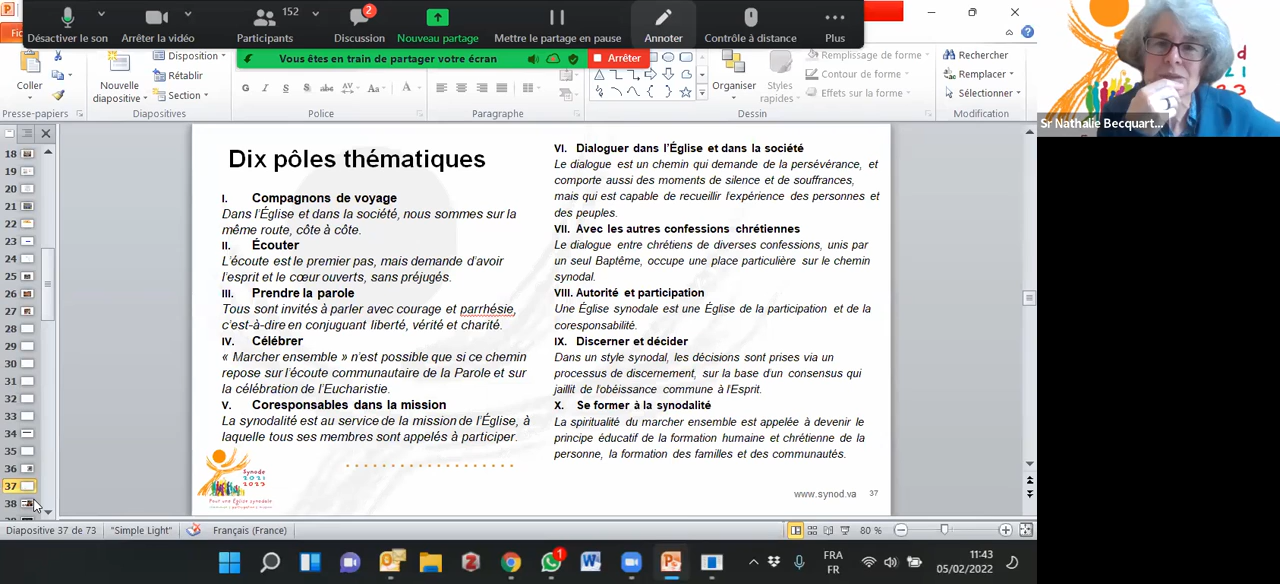 152
2
Désactiver le son
Arrêter la vidéo
Participants
Discussion
Nouveau partage
Mettre le partage en pause
Annoter
Contrôle à distance
Plus
Vous êtes en train de partager votre écran
Arrêter
Coller
Nouvelle
diapositive
Disposition
Rétablir
Section
Organiser
Styles
rapides
Remplissage de forme
Contour de forme
Effets sur la forme
Rechercher
Remplacer
Sélectionner
Presse-papiers
Diapositives
Police
Paragraphe
Dessin
Modification
Sr Nathalie Becquart...
18
19
20
21
22
23
24
25
26
27
28
29
30
31
32
33
34
35
36
37
38
Dix pôles thématiques
I. Compagnons de voyage
Dans l'Église et dans la société, nous sommes sur la
même route, côte à côte.
II. Écouter
L'écoute est le premier pas, mais demande d'avoir
l'esprit et le cœur ouverts, sans préjugés.
III. Prendre la parole
Tous sont invités à parler avec courage et parrhésie,
c'est-à-dire en conjuguant liberté, vérité et charité.
IV. Célébrer
« Marcher ensemble » n'est possible que si ce chemin
repose sur l'écoute communautaire de la Parole et sur
la célébration de l'Eucharistie.
V. Coresponsables dans la mission
La synodalité est au service de la mission de l'Église, à
laquelle tous ses membres sont appelés à participer.
VI. Dialoguer dans l'Église et dans la société
Le dialogue est un chemin qui demande de la persévérance, et
comporte aussi des moments de silence et de souffrances,
mais qui est capable de recueillir l'expérience des personnes et
des peuples.
VII. Avec les autres confessions chrétiennes
Le dialogue entre chrétiens de diverses confessions, unis par
un seul Baptême, occupe une place particulière sur le chemin
synodal.
VIII. Autorité et participation
Une Église synodale est une Église de la participation et de la
coresponsabilité.
IX. Discerner et décider
Dans un style synodal, les décisions sont prises via un
processus de discernement, sur la base d'un consensus qui
jaillit de l'obéissance commune à l'Esprit.
X. Se former à la synodalité
La spiritualité du marcher ensemble est appelée à devenir le
principe éducatif de la formation humaine et chrétienne de la
personne, la formation des familles et des communautés.
Synode
2021
2023
Pour une Église synodale
www.synod.va 37
Diapositive 37 de 73
"Simple Light"
Français (France)
80 %
1
FRA
FR
11:43
05/02/2022